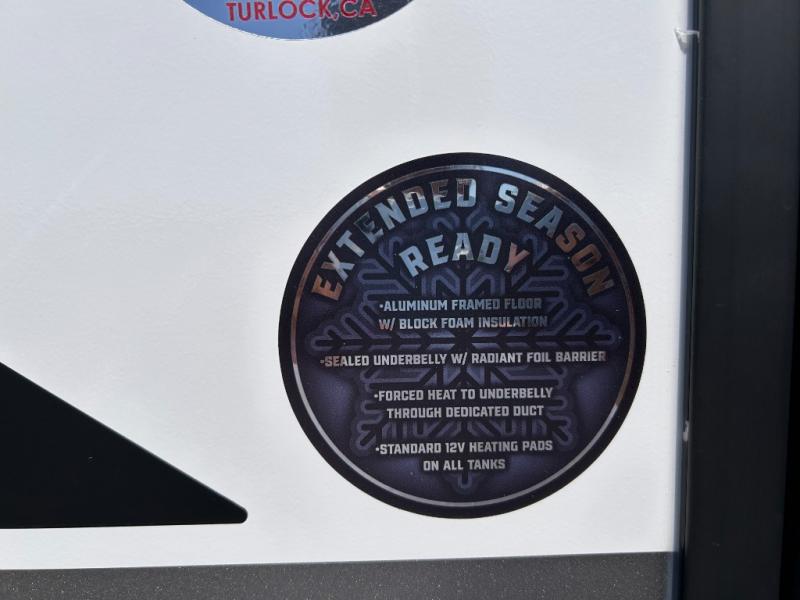 TURLOCK,CA
EXTENDED SEASON
READY
•ALUMINUM FRAMED FLOOR
W/ BLOCK FOAM INSULATION
•SEALED UNDERBELLY W/ RADIANT FOIL BARRIER
•FORCED HEAT TO UNDERBELLY
THROUGH DEDICATED DUCT
•STANDARD 12V HEATING PADS
ON ALL TANKS